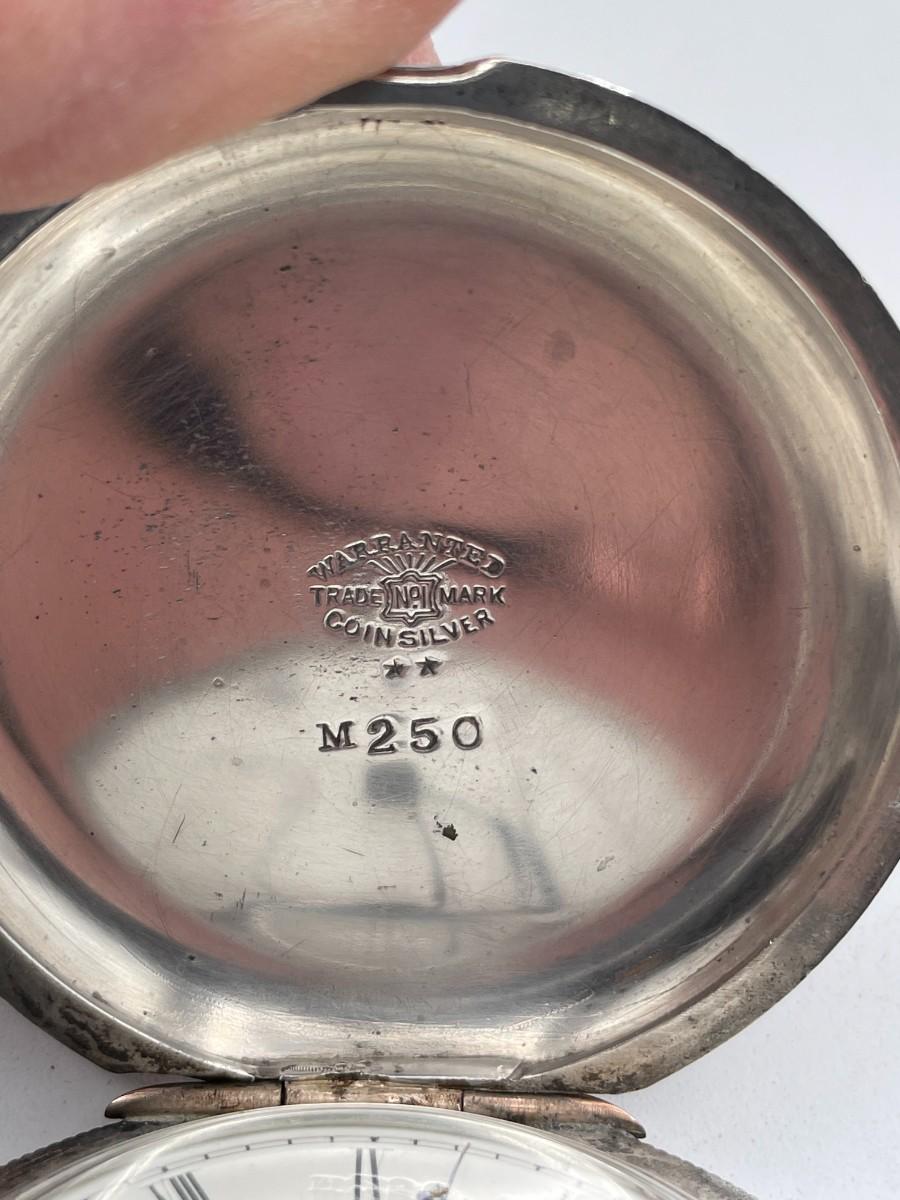 WARRANTED
TRADE No1 MARK
COIN SILVER
★ ★
M250